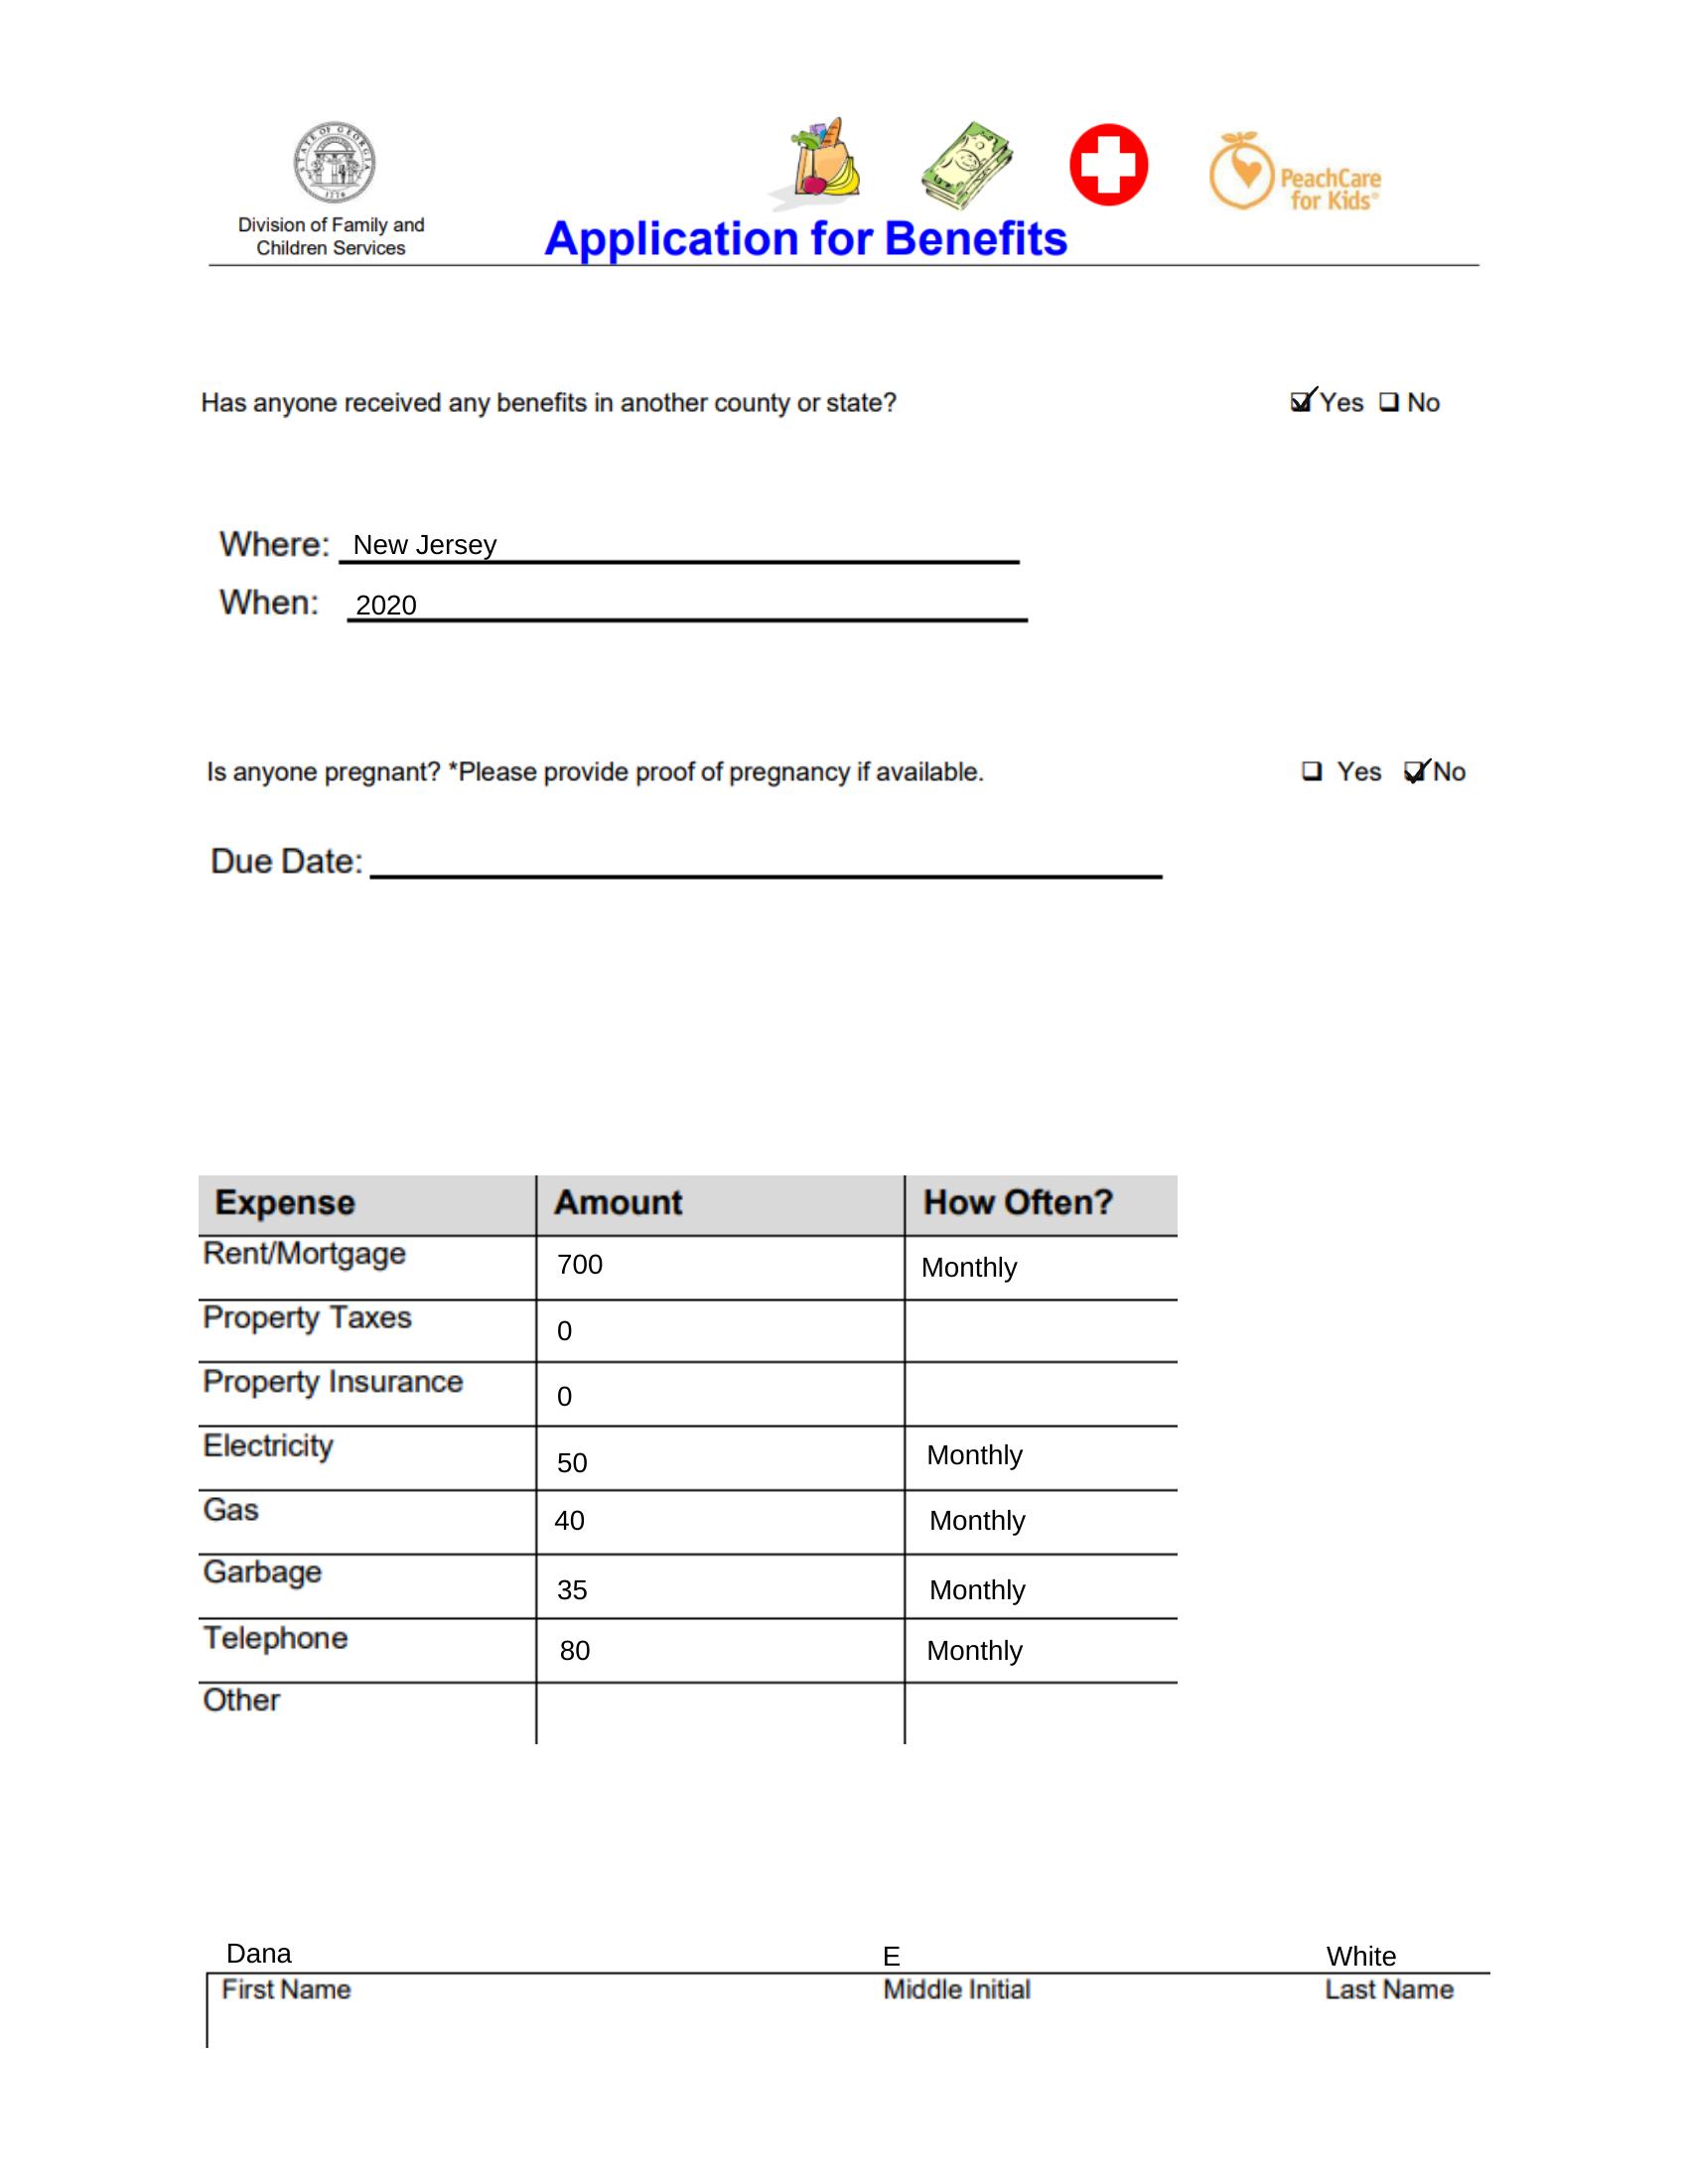 STATE OF GEORGIA
1776
Division of Family and
Children Services
Application for Benefits
PeachCare
for Kids®
Has anyone received any benefits in another county or state? Yes No
Where: New Jersey
When: 2020
Is anyone pregnant? *Please provide proof of pregnancy if available. Yes No
Due Date:
Expense Amount How Often?
Rent/Mortgage 700 Monthly
Property Taxes 0
Property Insurance 0
Electricity 50 Monthly
Gas 40 Monthly
Garbage 35 Monthly
Telephone 80 Monthly
Other
Dana E White
First Name Middle Initial Last Name